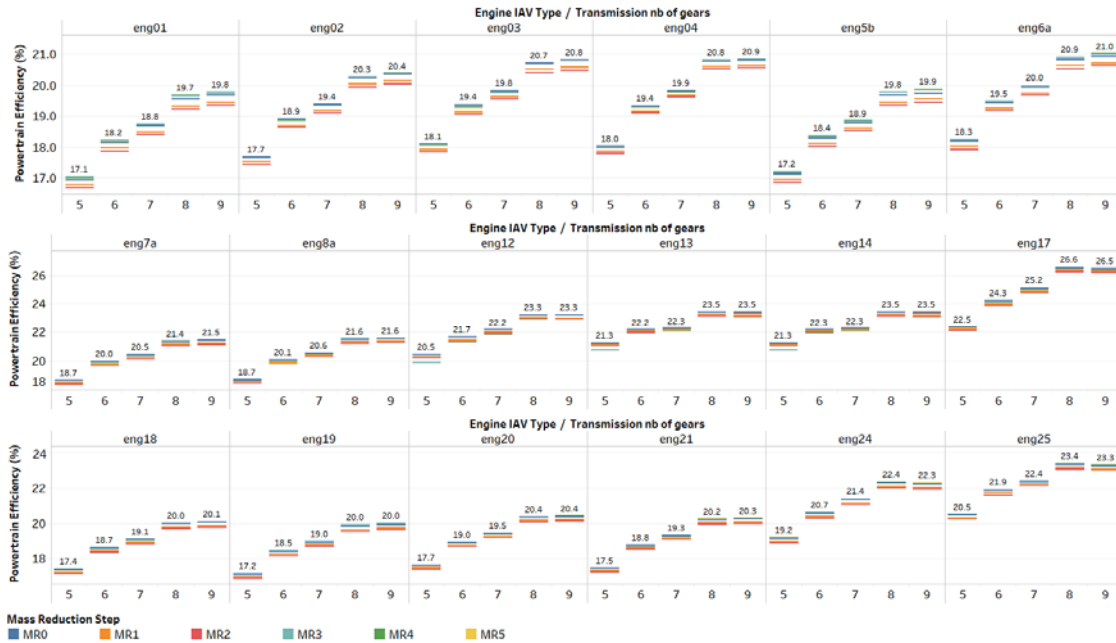 Engine IAV Type / Transmission nb of gears
eng01 eng02 eng03 eng04 eng5b eng6a
Powertrain Efficiency (%)
21.0
20.0
19.0
18.0
17.0
17.1 18.2 18.8 19.7 19.8
17.7 18.9 19.4 20.3 20.4
18.1 19.4 19.8 20.7 20.8
18.0 19.4 19.9 20.8 20.9
17.2 18.4 18.9 19.8 19.9
18.3 19.5 20.0 20.9 21.0
5 6 7 8 9 5 6 7 8 9 5 6 7 8 9 5 6 7 8 9 5 6 7 8 9 5 6 7 8 9
Engine IAV Type / Transmission nb of gears
eng7a eng8a eng12 eng13 eng14 eng17
Powertrain Efficiency (%)
26
24
22
20
18
18.7 20.0 20.5 21.4 21.5
18.7 20.1 20.6 21.6 21.6
20.5 21.7 22.2 23.3 23.3
21.3 22.2 22.3 23.5 23.5
21.3 22.3 22.3 23.5 23.5
22.5 24.3 25.2 26.6 26.5
5 6 7 8 9 5 6 7 8 9 5 6 7 8 9 5 6 7 8 9 5 6 7 8 9 5 6 7 8 9
Engine IAV Type / Transmission nb of gears
eng18 eng19 eng20 eng21 eng24 eng25
Powertrain Efficiency (%)
24
22
20
18
17.4 18.7 19.1 20.0 20.1
17.2 18.5 19.0 20.0 20.0
17.7 19.0 19.5 20.4 20.4
17.5 18.8 19.3 20.2 20.3
19.2 20.7 21.4 22.4 22.3
20.5 21.9 22.4 23.4 23.3
5 6 7 8 9 5 6 7 8 9 5 6 7 8 9 5 6 7 8 9 5 6 7 8 9 5 6 7 8 9
Mass Reduction Step
MR0 MR1 MR2 MR3 MR4 MR5